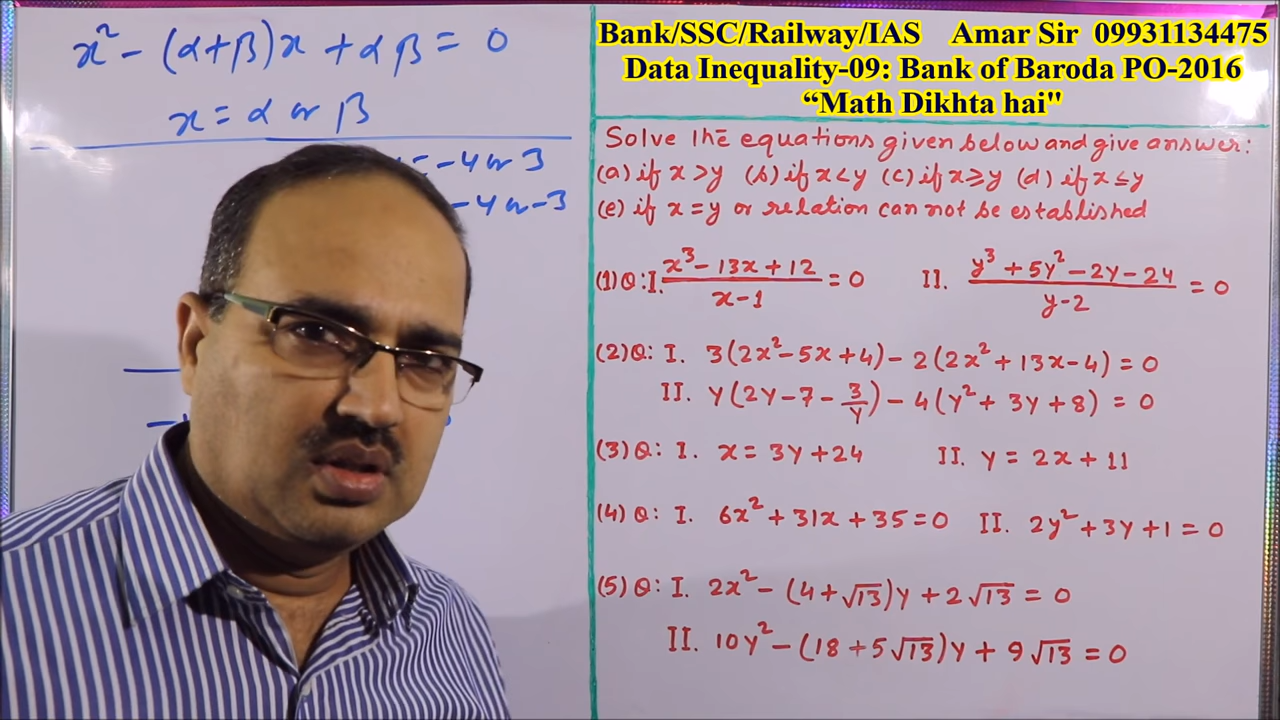 x² - (α+β)x + αβ = 0
x = α or β
= -4 or 3
-4 or -3
Bank/SSC/Railway/IAS Amar Sir 09931134475
Data Inequality-09: Bank of Baroda PO-2016
“Math Dikhta hai"
Solve the equations given below and give answer:
(a) if x>y (b) if x<y (c) if x≥y (d) if x≤y
(e) if x=y or relation can not be established
(1)Q:I. (x³ - 13x + 12)/(x-1) = 0 II. (y³ + 5y² - 2y - 24)/(y-2) = 0
(2)Q: I. 3(2x² - 5x + 4) - 2(2x² + 13x - 4) = 0
II. y(2y - 7 - 3/y) - 4(y² + 3y + 8) = 0
(3)Q: I. x = 3y + 24 II. y = 2x + 11
(4) Q: I. 6x² + 31x + 35 = 0 II. 2y² + 3y + 1 = 0
(5) Q: I. 2x² - (4 + √13)y + 2√13 = 0
II. 10y² - (18 + 5√13)y + 9√13 = 0